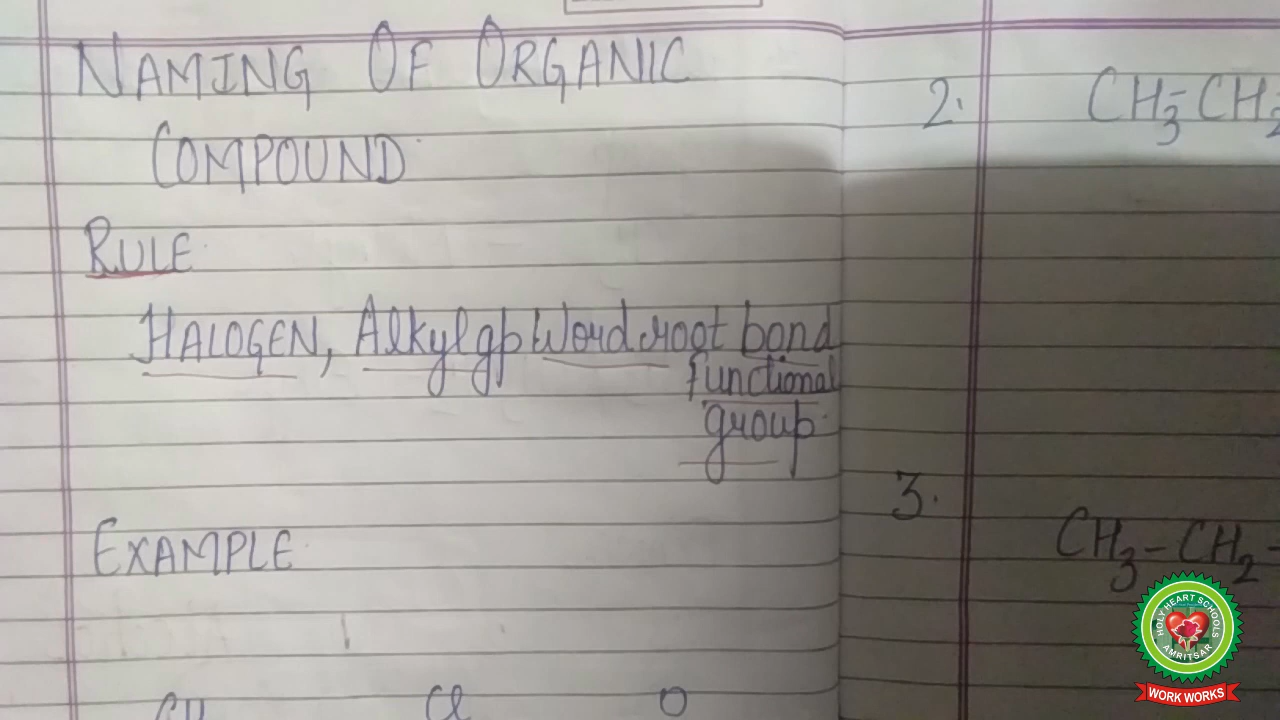 NAMING OF ORGANIC
COMPOUND
RULE
HALOGEN, Alkyl gp Word root bond
functional
group
EXAMPLE
Cl O
2. CH3-CH2
3.
CH3-CH2-
HOLY HEART SCHOOLS
AMRITSAR
WORK WORKS